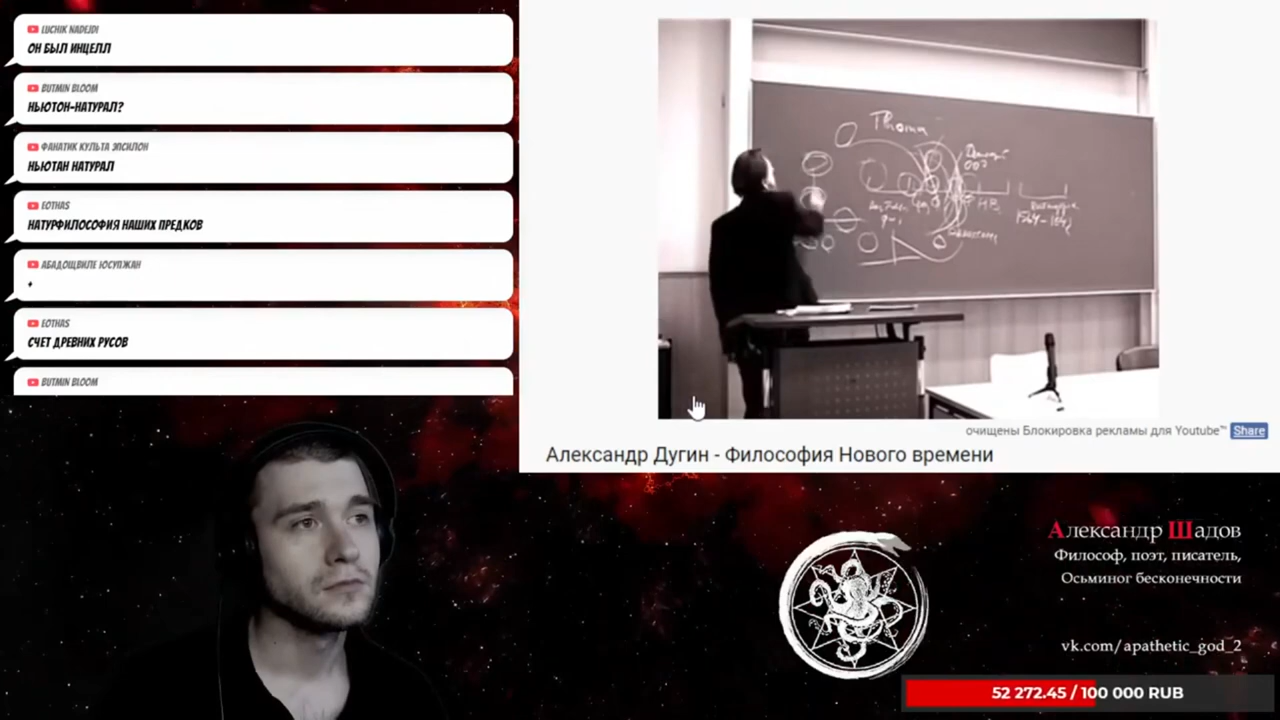 LUCHIK NADEJDI
ОН БЫЛ ИНЦЕЛЛ
BUTMIN BLOOM
НЬЮТОН-НАТУРАЛ?
ФАНАТИК КУЛЬТА ЭПСИЛОН
НЬЮТАН НАТУРАЛ
EOTHAS
НАТУРФИЛОСОФИЯ НАШИХ ПРЕДКОВ
АБАДОЩВИЛЕ ЮСУПЖАН
+
EOTHAS
СЧЕТ ДРЕВНИХ РУСОВ
BUTMIN BLOOM
Thoma
очищены Блокировка рекламы для Youtube™ Share
Александр Дугин - Философия Нового времени
Александр Шадов
Философ, поэт, писатель,
Осьминог бесконечности
vk.com/apathetic_god_2
52 272.45 / 100 000 RUB